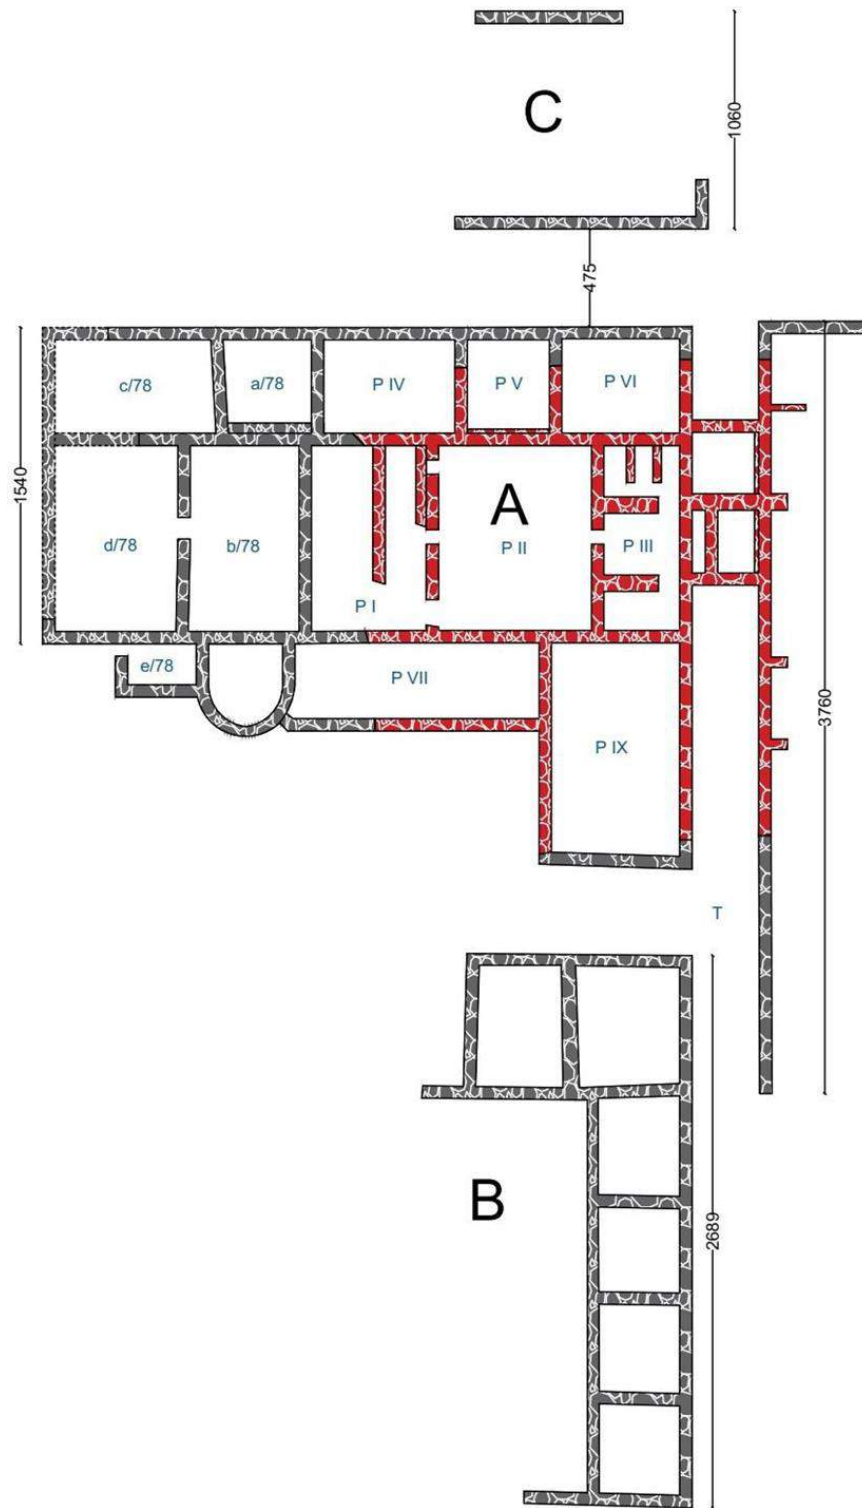 C
1060
475
1540
c/78
a/78
P IV
P V
P VI
A
d/78
b/78
P II
P III
P I
e/78
P VII
P IX
3760
T
B
2689